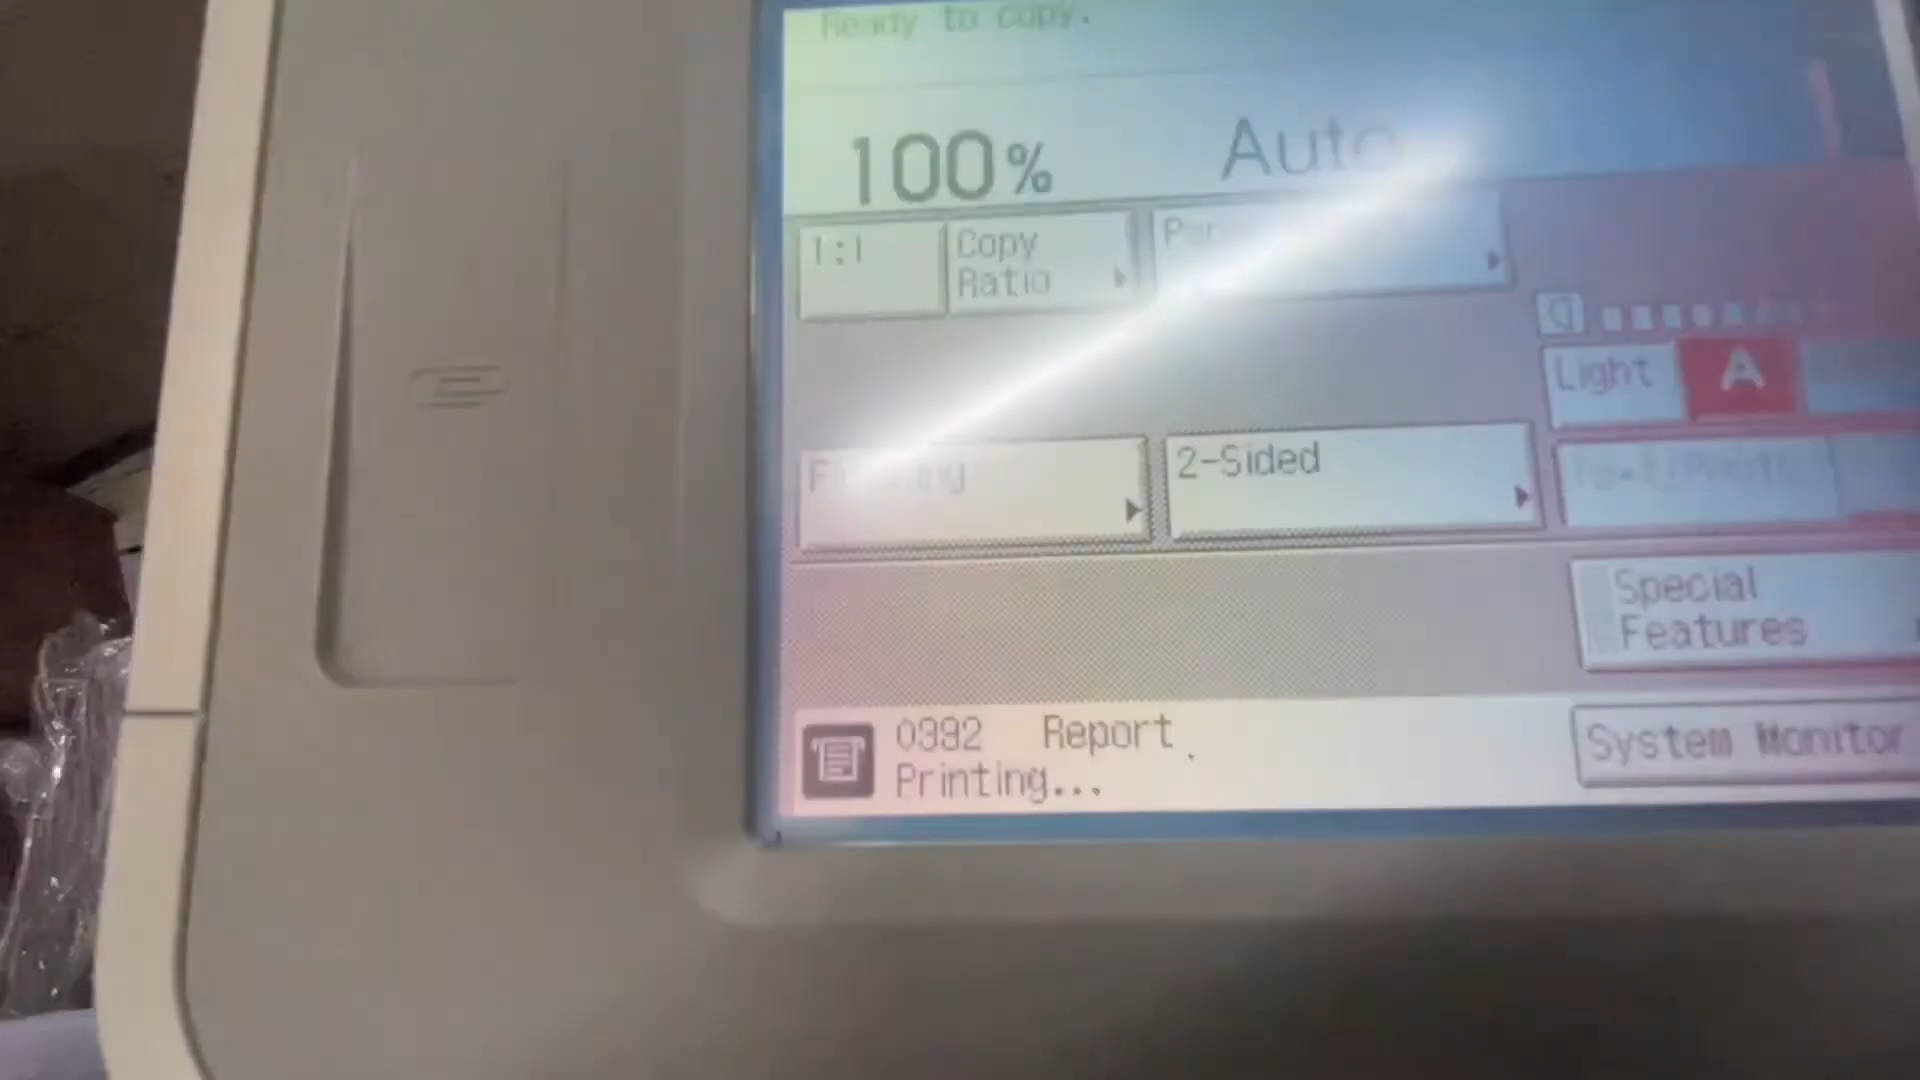 Ready to copy.
100% Auto
1:1 Copy
Ratio
Light A
2-Sided
Special
Features
0392 Report
Printing...
System Monitor